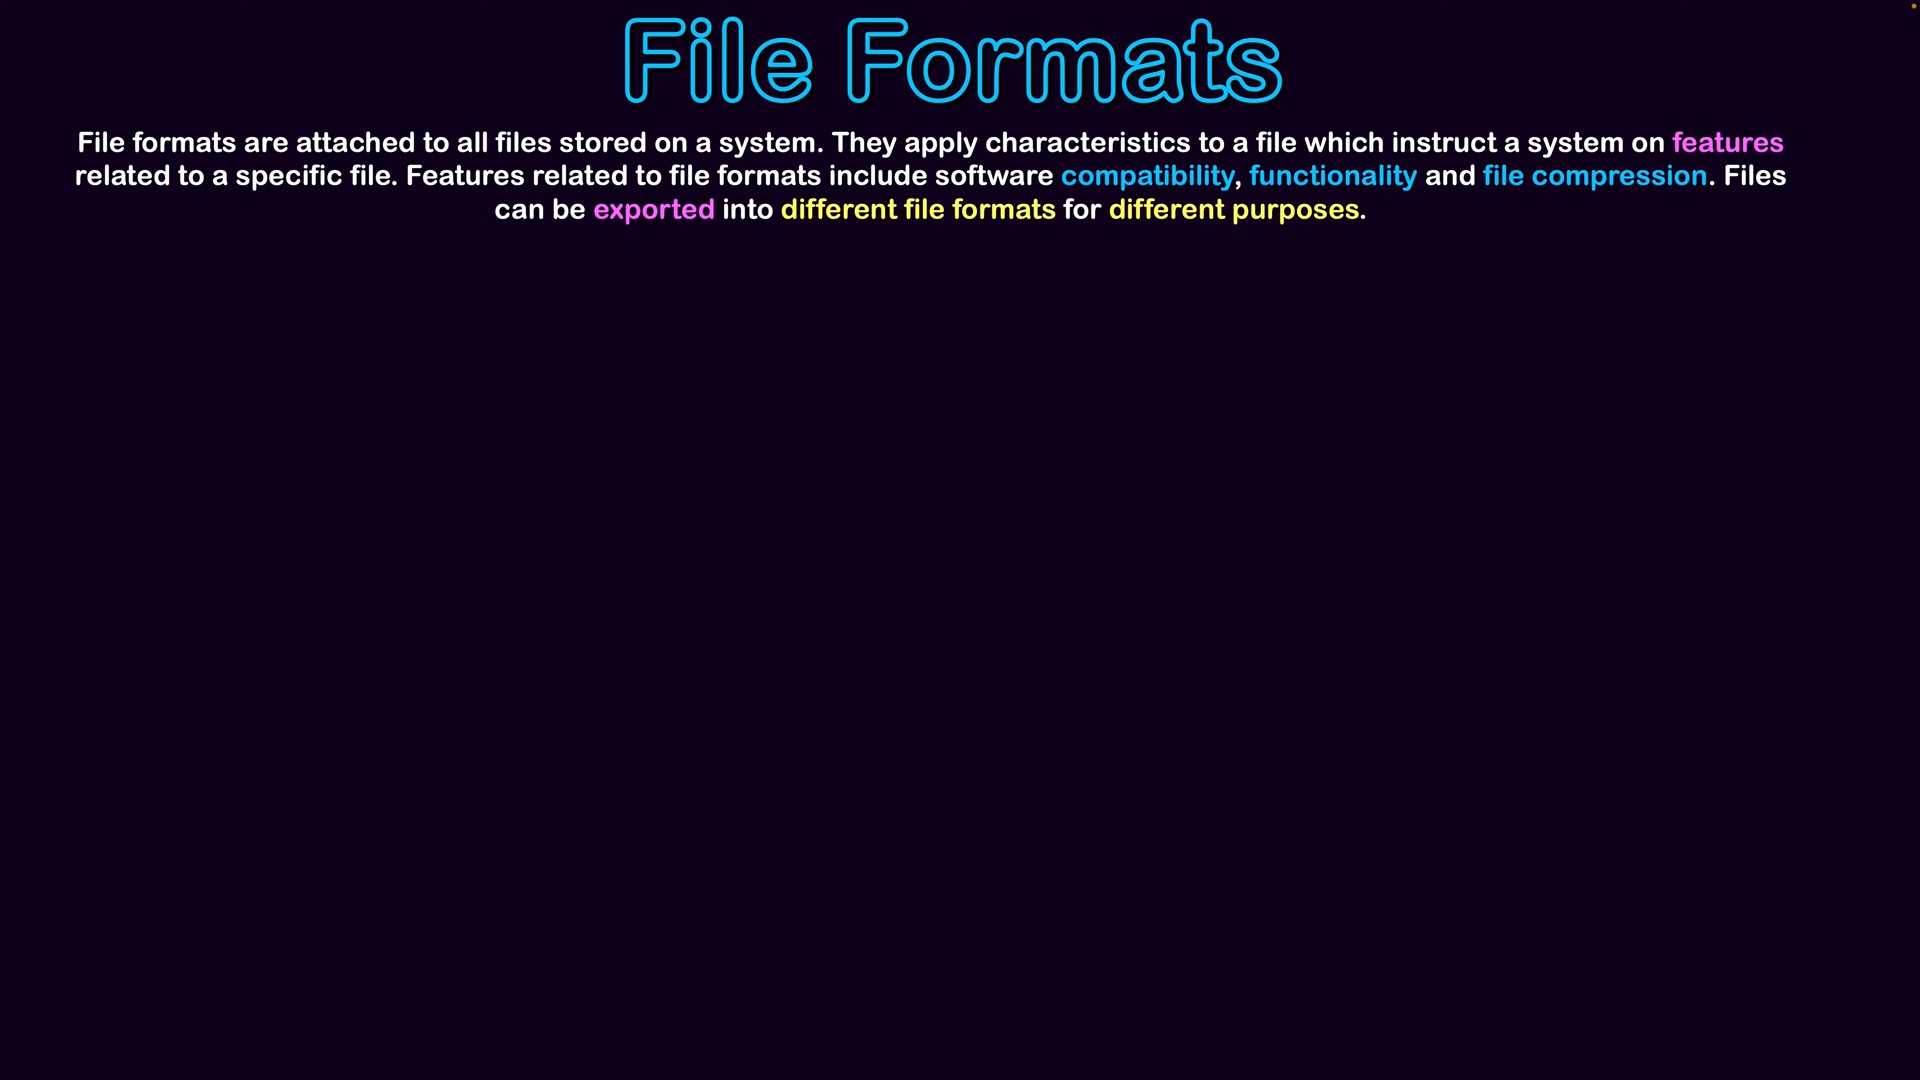 File Formats
File formats are attached to all files stored on a system. They apply characteristics to a file which instruct a system on features
related to a specific file. Features related to file formats include software compatibility, functionality and file compression. Files
can be exported into different file formats for different purposes.